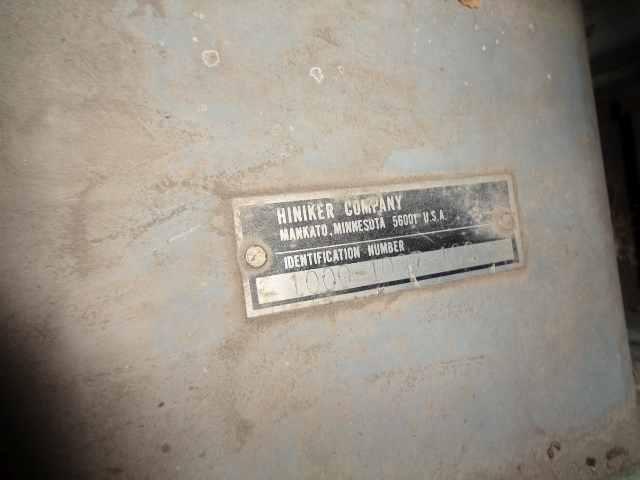 HINIKER COMPANY
MANKATO, MINNESOTA 56001 U.S.A.
IDENTIFICATION NUMBER